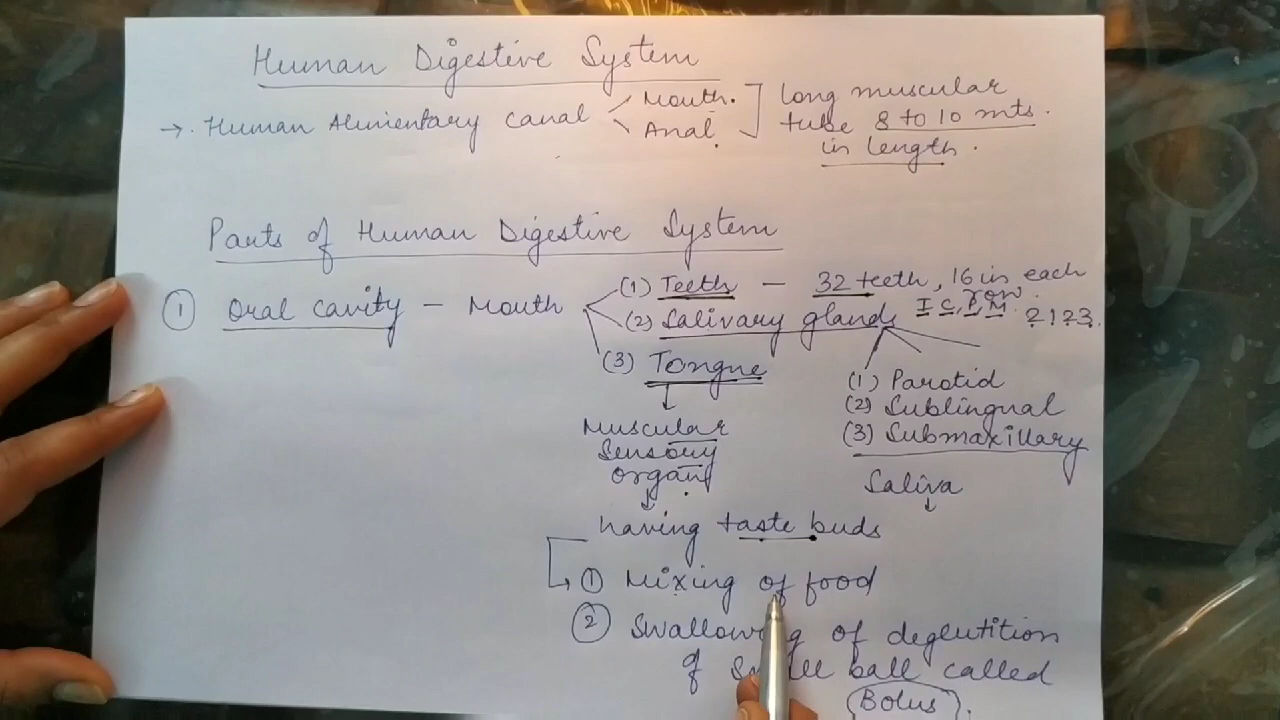 Human Digestive System
→. Human Alimentary canal Mouth. Long muscular
Anal tube 8 to 10 mts.
in length.
Parts of Human Digestive System
① Oral cavity – Mouth (1) Teeth – 32 teeth, 16 in each
row.
(2) Salivary glands I C, P, M 2123.
(3) Tongue
(1) Parotid
(2) Sublingual
(3) Submaxillary
Saliva
Muscular
Sensory
organ
having taste buds
① Mixing of food
② Swallowing of deglutition
of small ball called
Bolus.